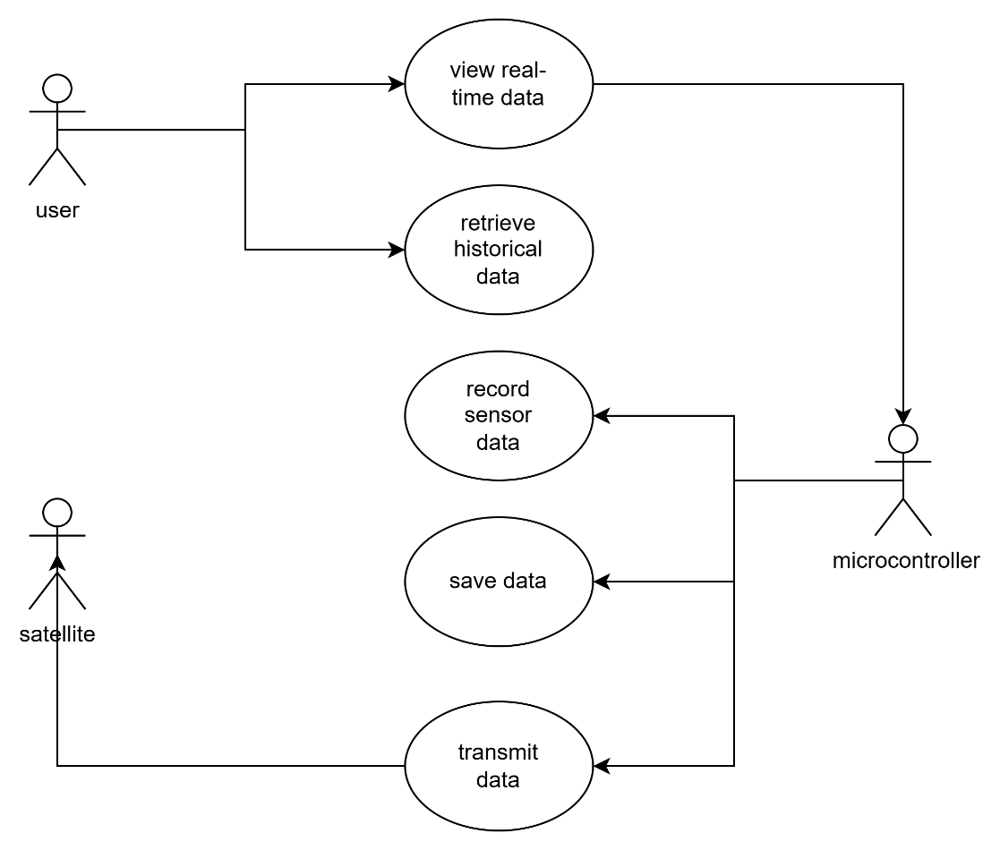 view real-
time data
user
retrieve
historical
data
record
sensor
data
microcontroller
save data
satellite
transmit
data